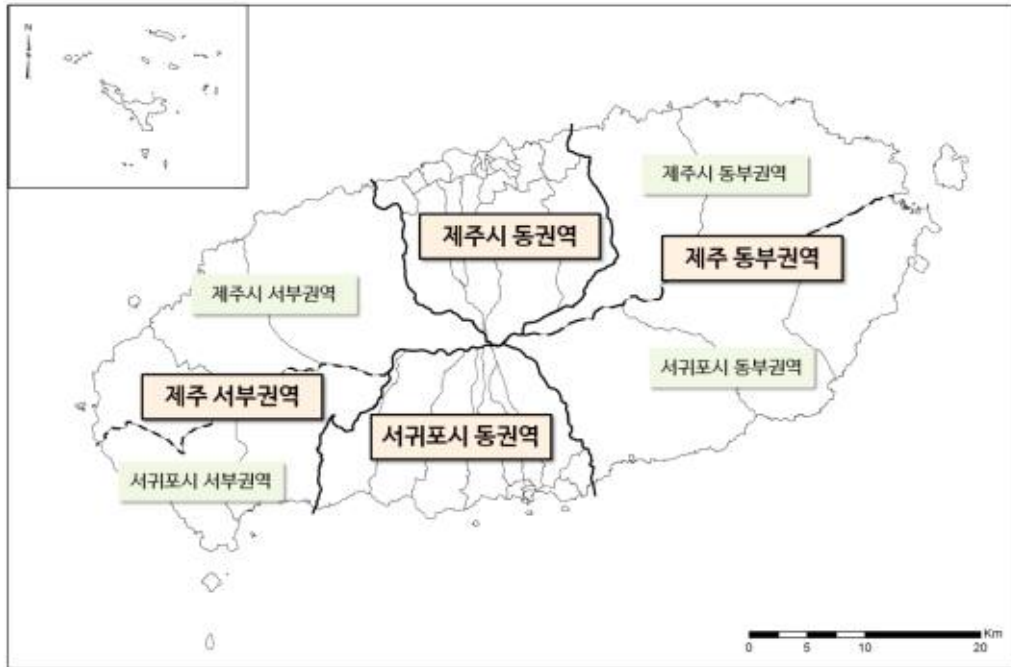 N
제주시 동부권역
제주시 동권역
제주 동부권역
제주시 서부권역
서귀포시 동부권역
제주 서부권역
서귀포시 동권역
서귀포시 서부권역
Km
0 5 10 20